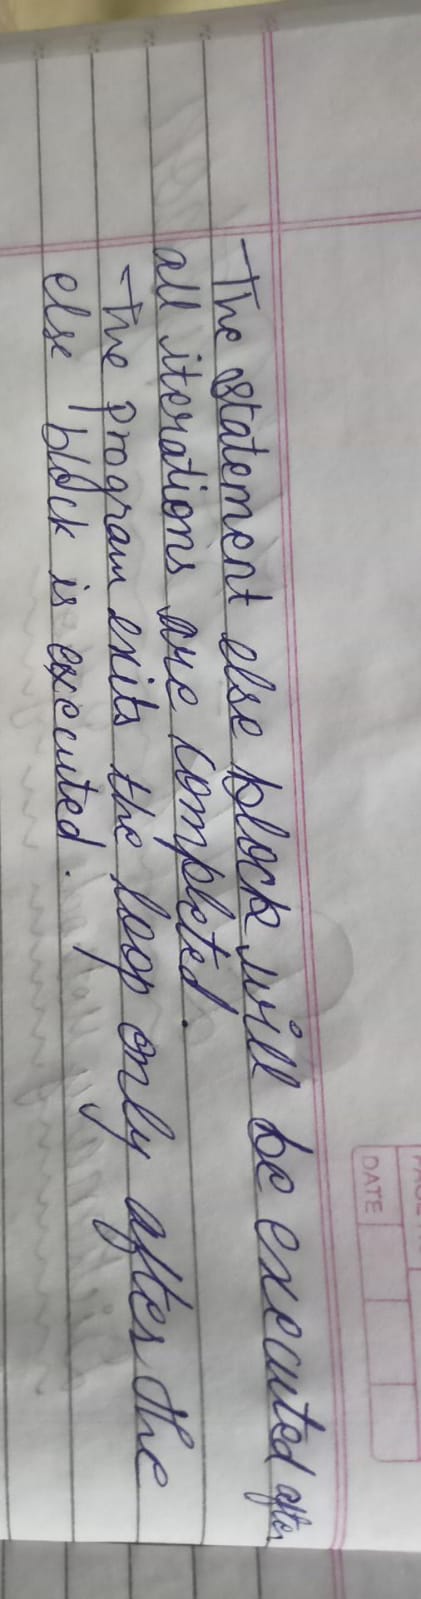 PAGE
DATE
The statement else block will be executed after
all iterations are completed.
The program exits the loop only after the
else block is executed.